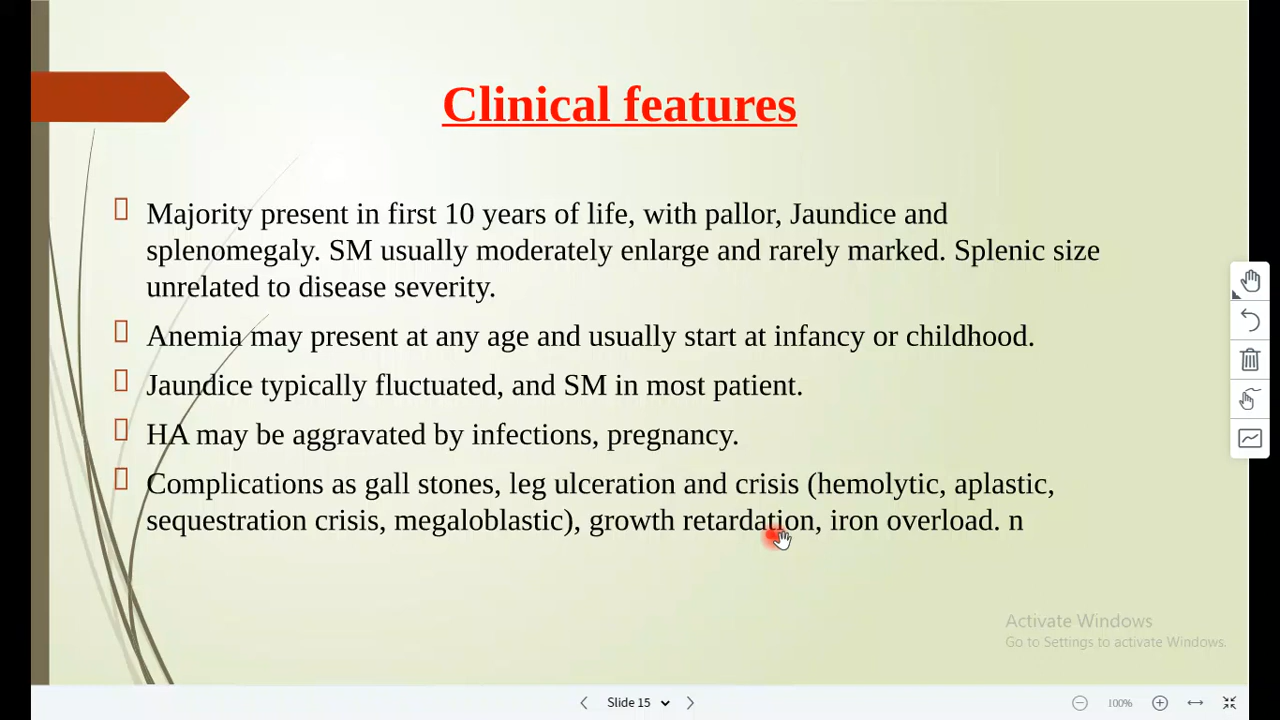 Clinical features
Majority present in first 10 years of life, with pallor, Jaundice and
splenomegaly. SM usually moderately enlarge and rarely marked. Splenic size
unrelated to disease severity.
Anemia may present at any age and usually start at infancy or childhood.
Jaundice typically fluctuated, and SM in most patient.
HA may be aggravated by infections, pregnancy.
Complications as gall stones, leg ulceration and crisis (hemolytic, aplastic,
sequestration crisis, megaloblastic), growth retardation, iron overload. n
Activate Windows
Go to Settings to activate Windows.
Slide 15
100%